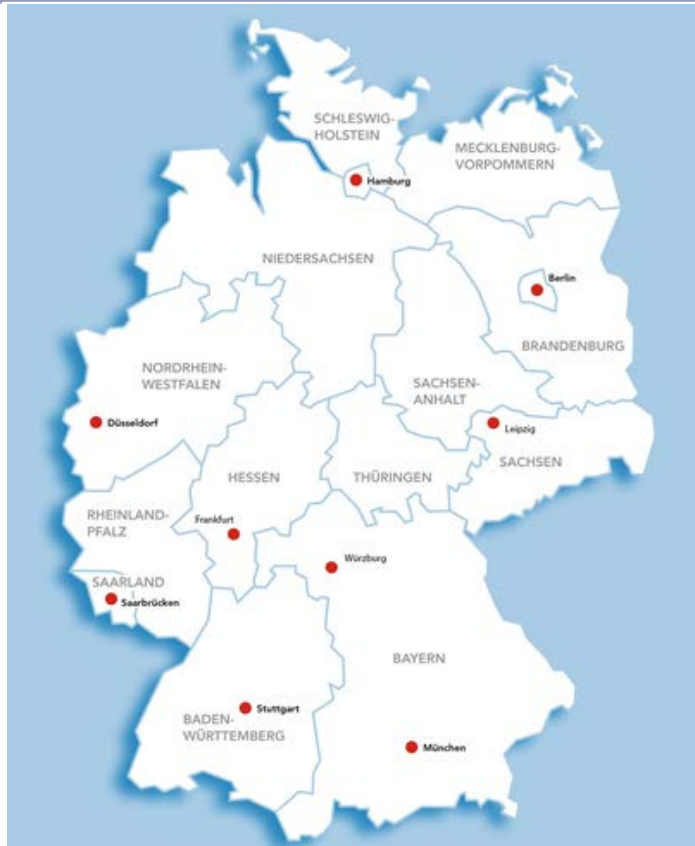 SCHLESWIG-
HOLSTEIN
MECKLENBURG-
VORPOMMERN
Hamburg
NIEDERSACHSEN
Berlin
BRANDENBURG
NORDRHEIN-
WESTFALEN
SACHSEN-
ANHALT
Düsseldorf
Leipzig
SACHSEN
HESSEN
THÜRINGEN
RHEINLAND-
PFALZ
Frankfurt
Würzburg
SAARLAND
Saarbrücken
BAYERN
Stuttgart
BADEN-
WÜRTTEMBERG
München